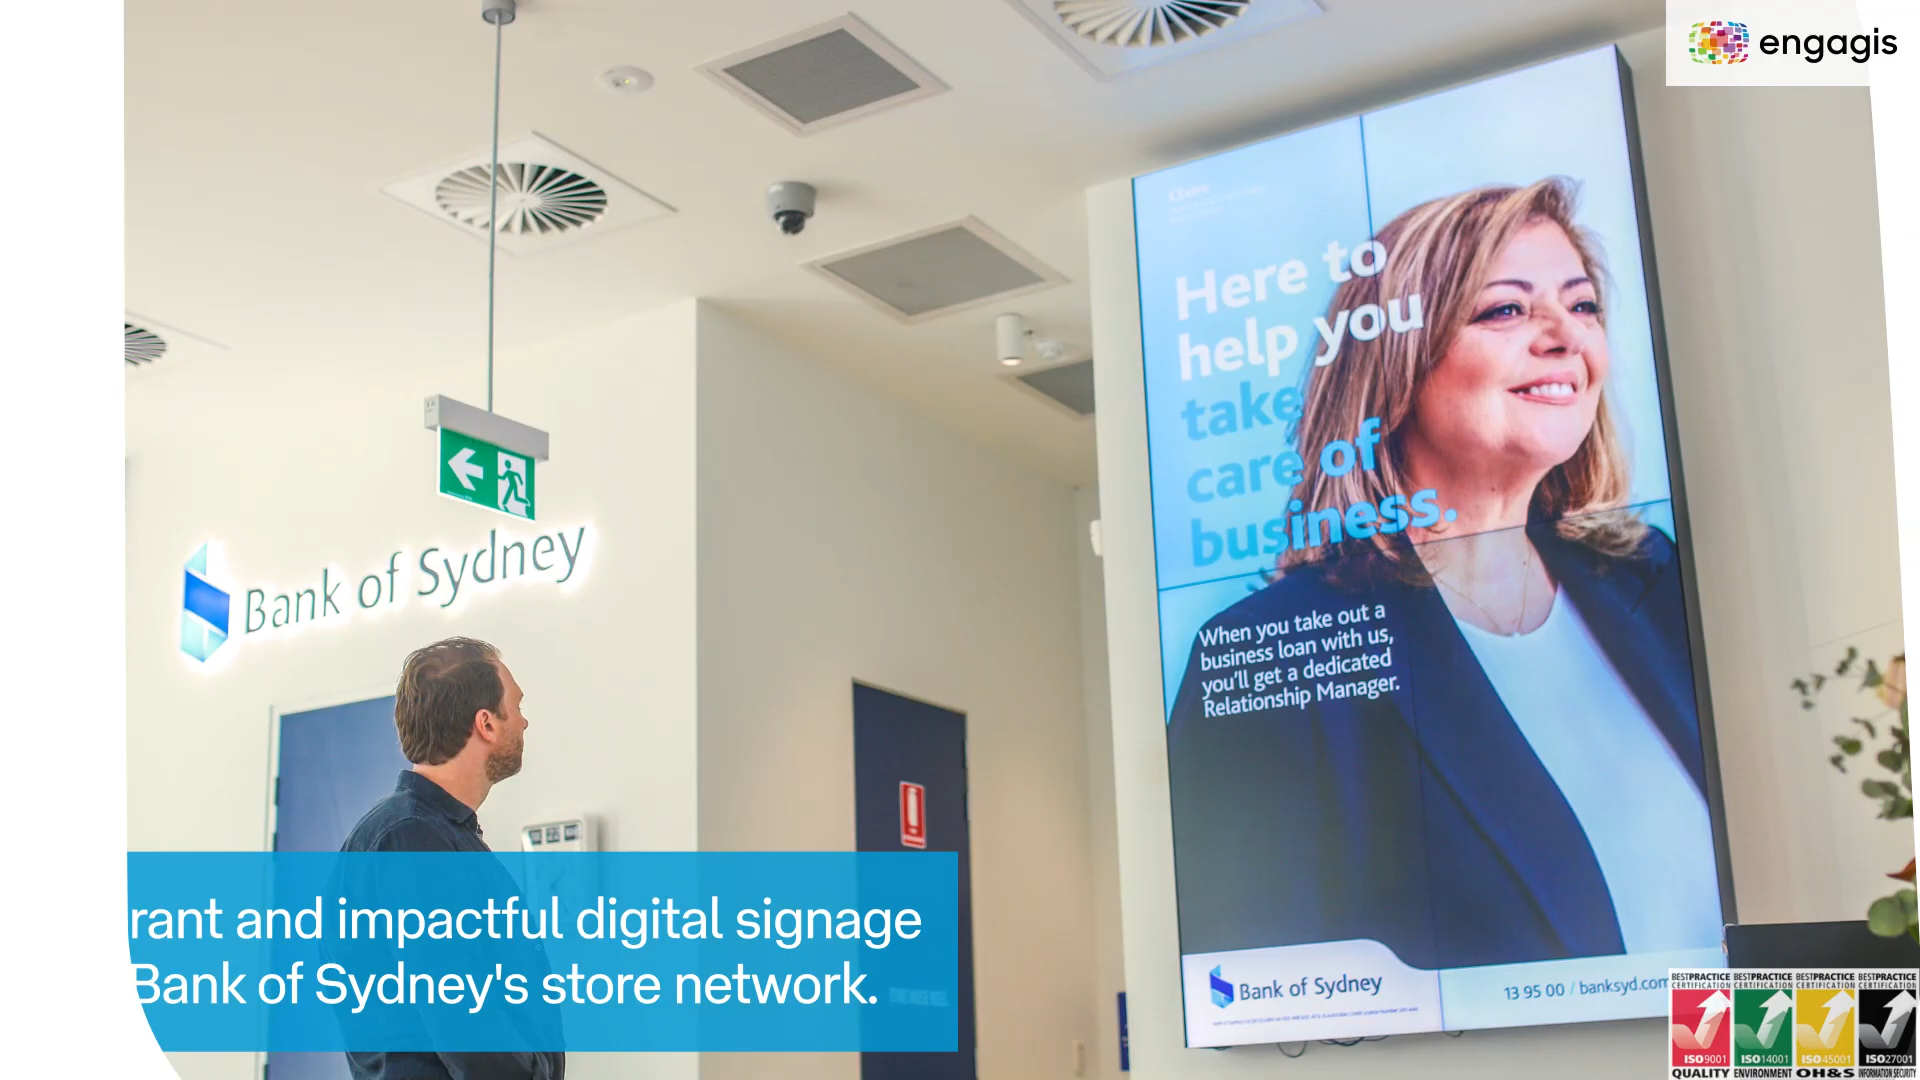 engagis
Claire
Here to
help you
take
care of
business.
When you take out a
business loan with us,
you'll get a dedicated
Relationship Manager.
Bank of Sydney
13 95 00 / banksyd.com
Bank of Sydney
rant and impactful digital signage
Bank of Sydney's store network.
BESTPRACTICE BESTPRACTICE BESTPRACTICE BESTPRACTICE
CERTIFICATION CERTIFICATION CERTIFICATION CERTIFICATION
ISO9001 ISO14001 ISO45001 ISO27001
QUALITY ENVIRONMENT OH&S INFORMATION SECURITY